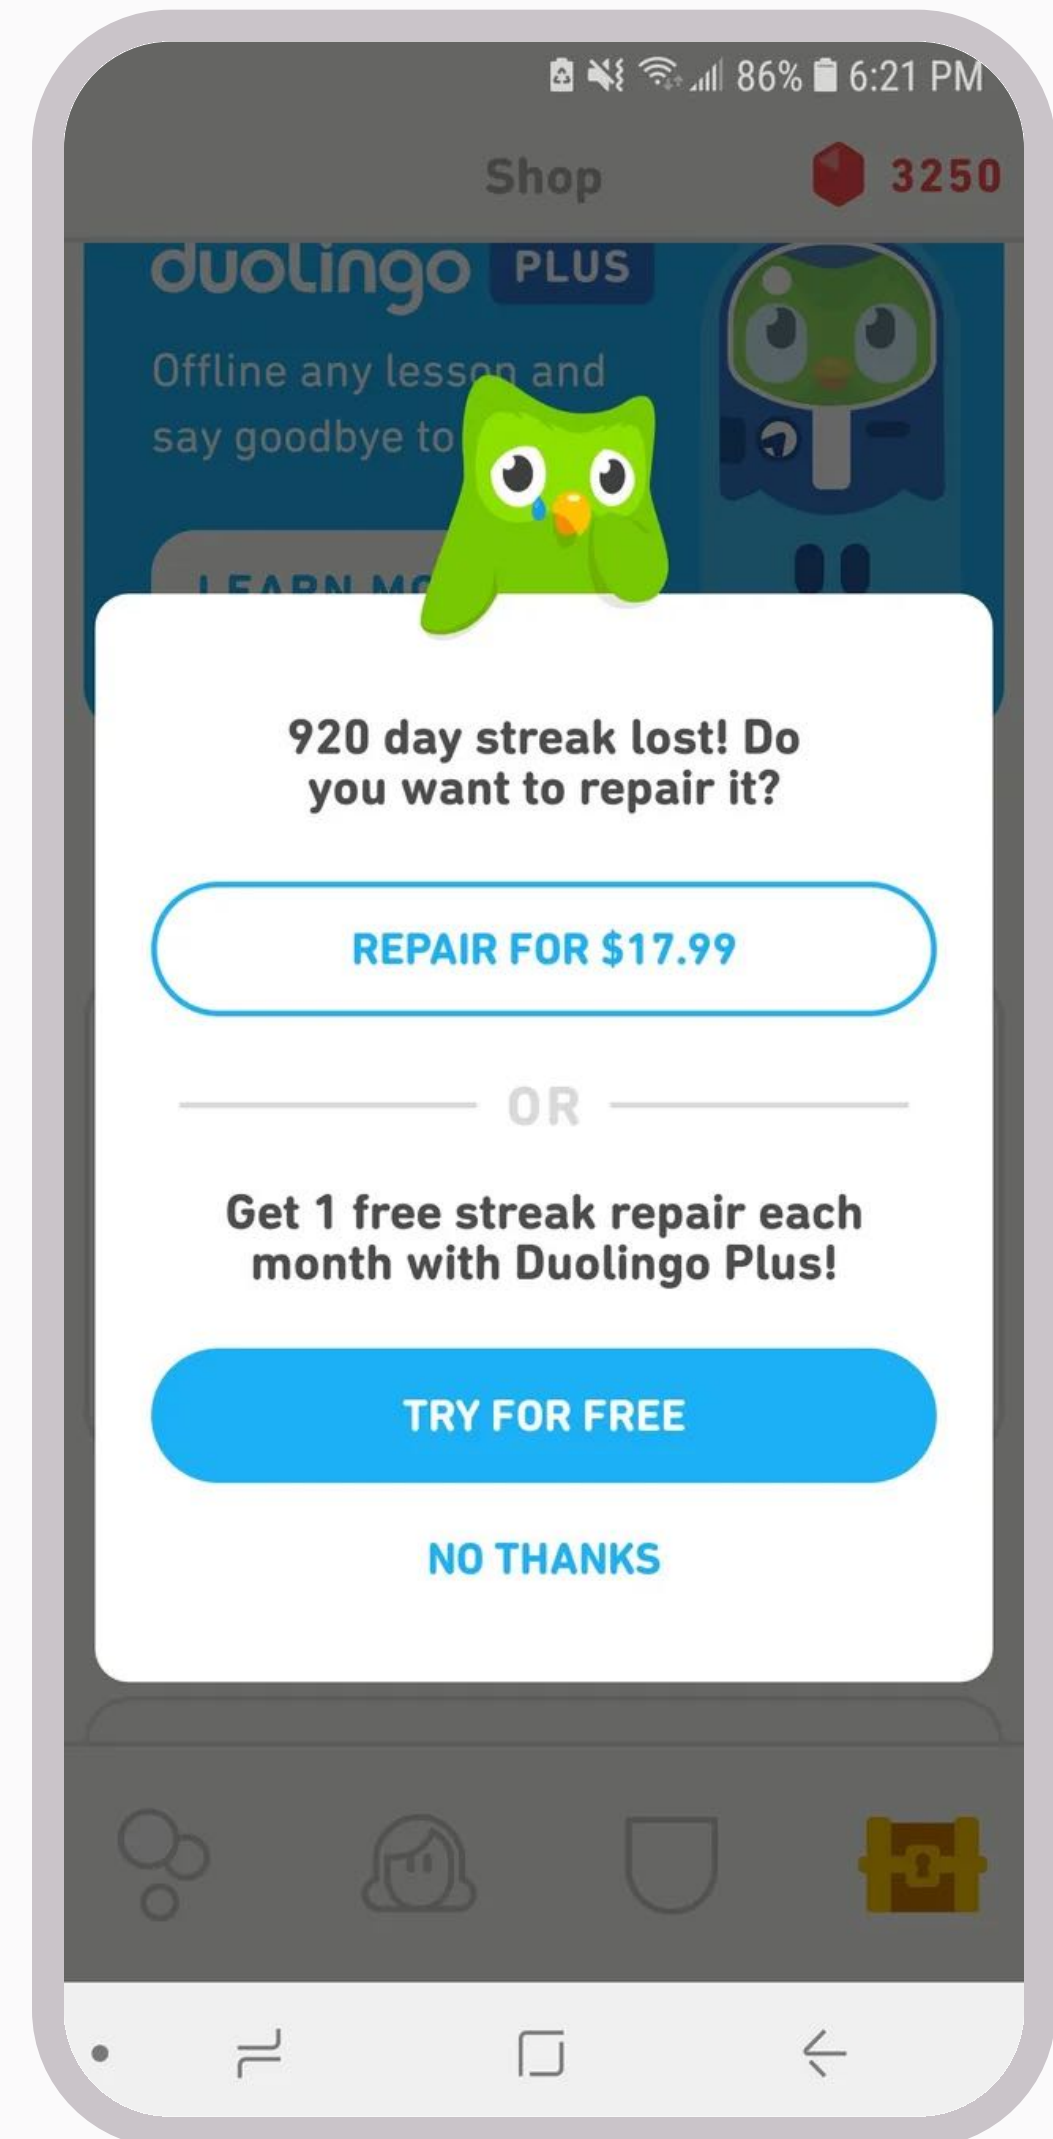 86% 6:21 PM
Shop 3250
duolingo PLUS
Offline any lesson and
say goodbye to
LEARN
920 day streak lost! Do
you want to repair it?
REPAIR FOR $17.99
OR
Get 1 free streak repair each
month with Duolingo Plus!
TRY FOR FREE
NO THANKS